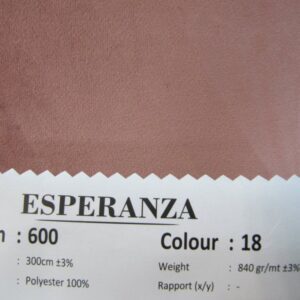 ESPERANZA
: 600 Colour : 18
: 300cm ±3% Weight : 840 gr/mt ±3%
: Polyester 100% Rapport (x/y) : -